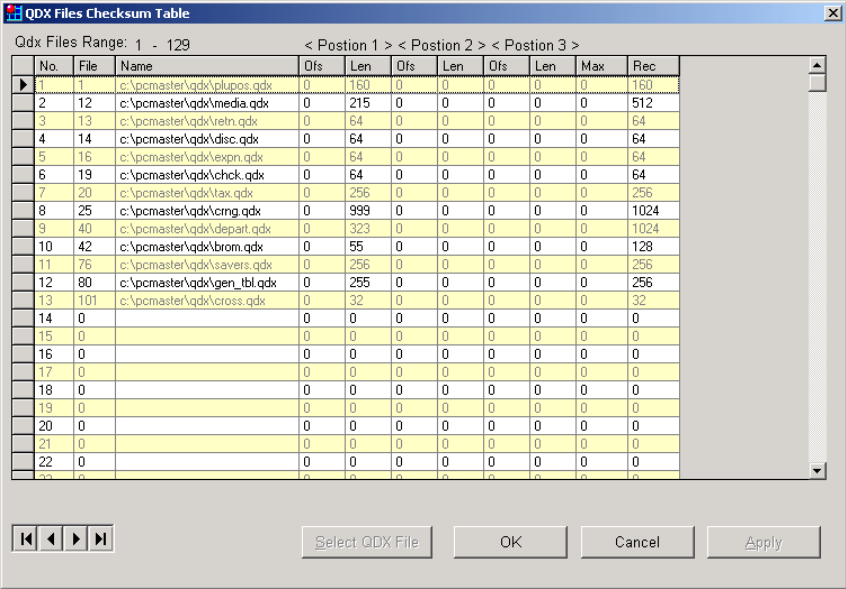 QDX Files Checksum Table
Qdx Files Range: 1 - 129 < Postion 1 > < Postion 2 > < Postion 3 >
No. File Name Ofs Len Ofs Len Ofs Len Max Rec
1 1 c:\pcmaster\qdx\plupos.qdx 0 160 0 0 0 0 0 160
2 12 c:\pcmaster\qdx\media.qdx 0 215 0 0 0 0 0 512
3 13 c:\pcmaster\qdx\retn.qdx 0 64 0 0 0 0 0 64
4 14 c:\pcmaster\qdx\disc.qdx 0 64 0 0 0 0 0 64
5 16 c:\pcmaster\qdx\expn.qdx 0 64 0 0 0 0 0 64
6 19 c:\pcmaster\qdx\chck.qdx 0 64 0 0 0 0 0 64
7 20 c:\pcmaster\qdx\tax.qdx 0 256 0 0 0 0 0 256
8 25 c:\pcmaster\qdx\crng.qdx 0 999 0 0 0 0 0 1024
9 40 c:\pcmaster\qdx\depart.qdx 0 323 0 0 0 0 0 1024
10 42 c:\pcmaster\qdx\brom.qdx 0 55 0 0 0 0 0 128
11 76 c:\pcmaster\qdx\savers.qdx 0 256 0 0 0 0 0 256
12 80 c:\pcmaster\qdx\gen_tbl.qdx 0 255 0 0 0 0 0 256
13 101 c:\pcmaster\qdx\cross.qdx 0 32 0 0 0 0 0 32
14 0 0 0 0 0 0 0 0 0
15 0 0 0 0 0 0 0 0 0
16 0 0 0 0 0 0 0 0 0
17 0 0 0 0 0 0 0 0 0
18 0 0 0 0 0 0 0 0 0
19 0 0 0 0 0 0 0 0 0
20 0 0 0 0 0 0 0 0 0
21 0 0 0 0 0 0 0 0 0
22 0 0 0 0 0 0 0 0 0
Select QDX File OK Cancel Apply